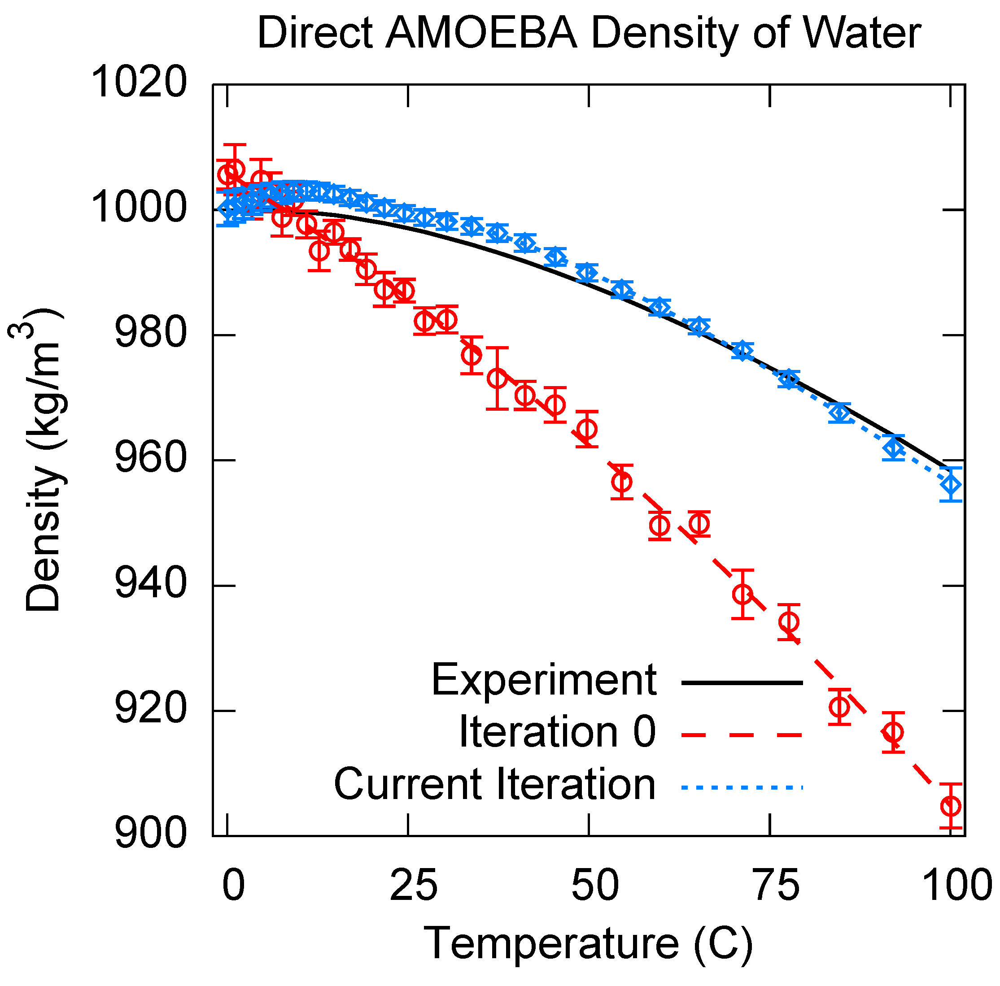 Direct AMOEBA Density of Water
1020
1000
980
960
940
920
900
Density (kg/m³)
Experiment
Iteration 0
Current Iteration
0 25 50 75 100
Temperature (C)